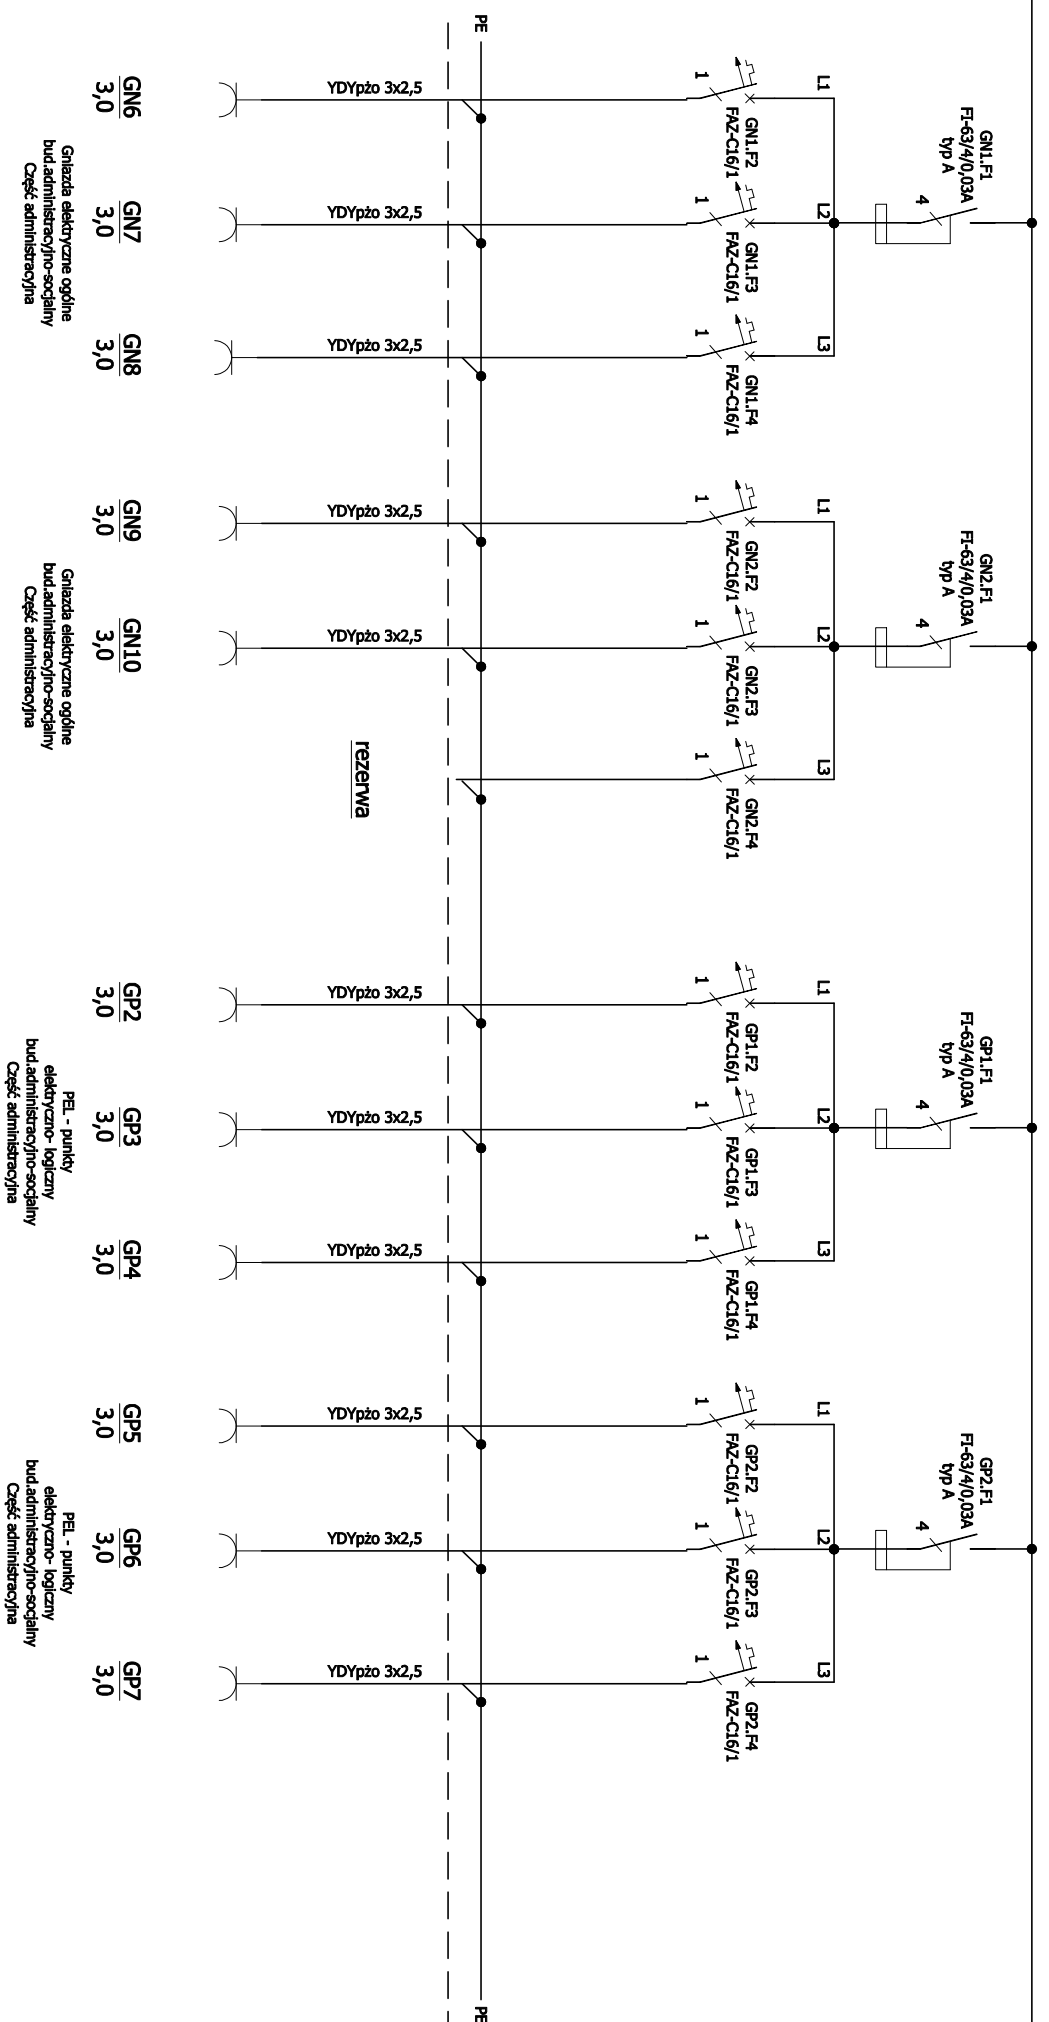 GN1.F1
FI-63/4/0,03A
typ A
4
L1
L2
L3
1
GN1.F2
FAZ-C16/1
1
GN1.F3
FAZ-C16/1
1
GN1.F4
FAZ-C16/1
GN2.F1
FI-63/4/0,03A
typ A
4
L1
L2
L3
1
GN2.F2
FAZ-C16/1
1
GN2.F3
FAZ-C16/1
1
GN2.F4
FAZ-C16/1
GP1.F1
FI-63/4/0,03A
typ A
4
L1
L2
L3
1
GP1.F2
FAZ-C16/1
1
GP1.F3
FAZ-C16/1
1
GP1.F4
FAZ-C16/1
GP2.F1
FI-63/4/0,03A
typ A
4
L1
L2
L3
1
GP2.F2
FAZ-C16/1
1
GP2.F3
FAZ-C16/1
1
GP2.F4
FAZ-C16/1
PE
PE
YDYpżo 3x2,5
YDYpżo 3x2,5
YDYpżo 3x2,5
YDYpżo 3x2,5
YDYpżo 3x2,5
rezerwa
YDYpżo 3x2,5
YDYpżo 3x2,5
YDYpżo 3x2,5
YDYpżo 3x2,5
YDYpżo 3x2,5
YDYpżo 3x2,5
GN6
3,0
GN7
3,0
GN8
3,0
Gniazda elektryczne ogólne
bud.administracyjno-socjalny
Część administracyjna
GN9
3,0
GN10
3,0
Gniazda elektryczne ogólne
bud.administracyjno-socjalny
Część administracyjna
GP2
3,0
GP3
3,0
GP4
3,0
PEL - punkty
elektryczno- logiczny
bud.administracyjno-socjalny
Część administracyjna
GP5
3,0
GP6
3,0
GP7
3,0
PEL - punkty
elektryczno- logiczny
bud.administracyjno-socjalny
Część administracyjna